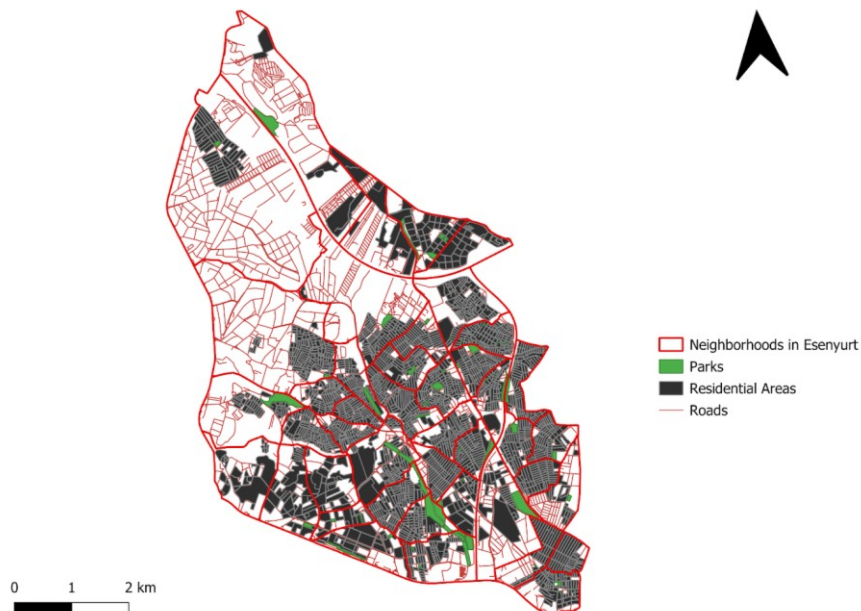 Neighborhoods in Esenyurt
Parks
Residential Areas
Roads
0 1 2 km